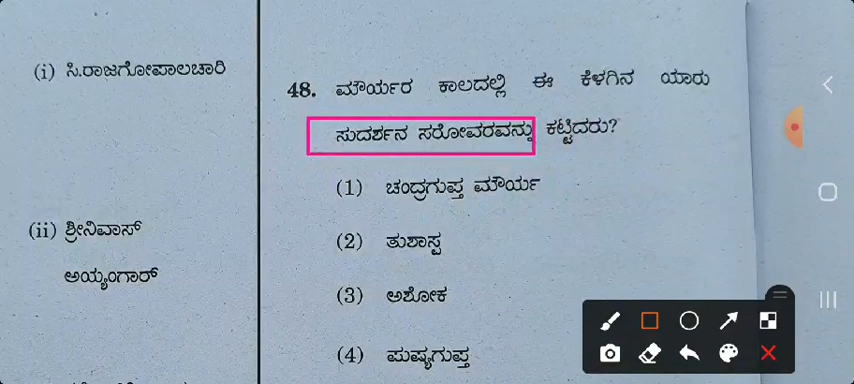 (i) ಸಿ.ರಾಜಗೋಪಾಲಚಾರಿ
(ii) ಶ್ರೀನಿವಾಸ್
ಅಯ್ಯಂಗಾರ್
48. ಮೌರ್ಯರ ಕಾಲದಲ್ಲಿ ಈ ಕೆಳಗಿನ ಯಾರು
ಸುದರ್ಶನ ಸರೋವರವನ್ನು ಕಟ್ಟಿದರು?
(1) ಚಂದ್ರಗುಪ್ತ ಮೌರ್ಯ
(2) ತುಶಾಸ್ಪ
(3) ಅಶೋಕ
(4) ಪುಷ್ಯಗುಪ್ತ